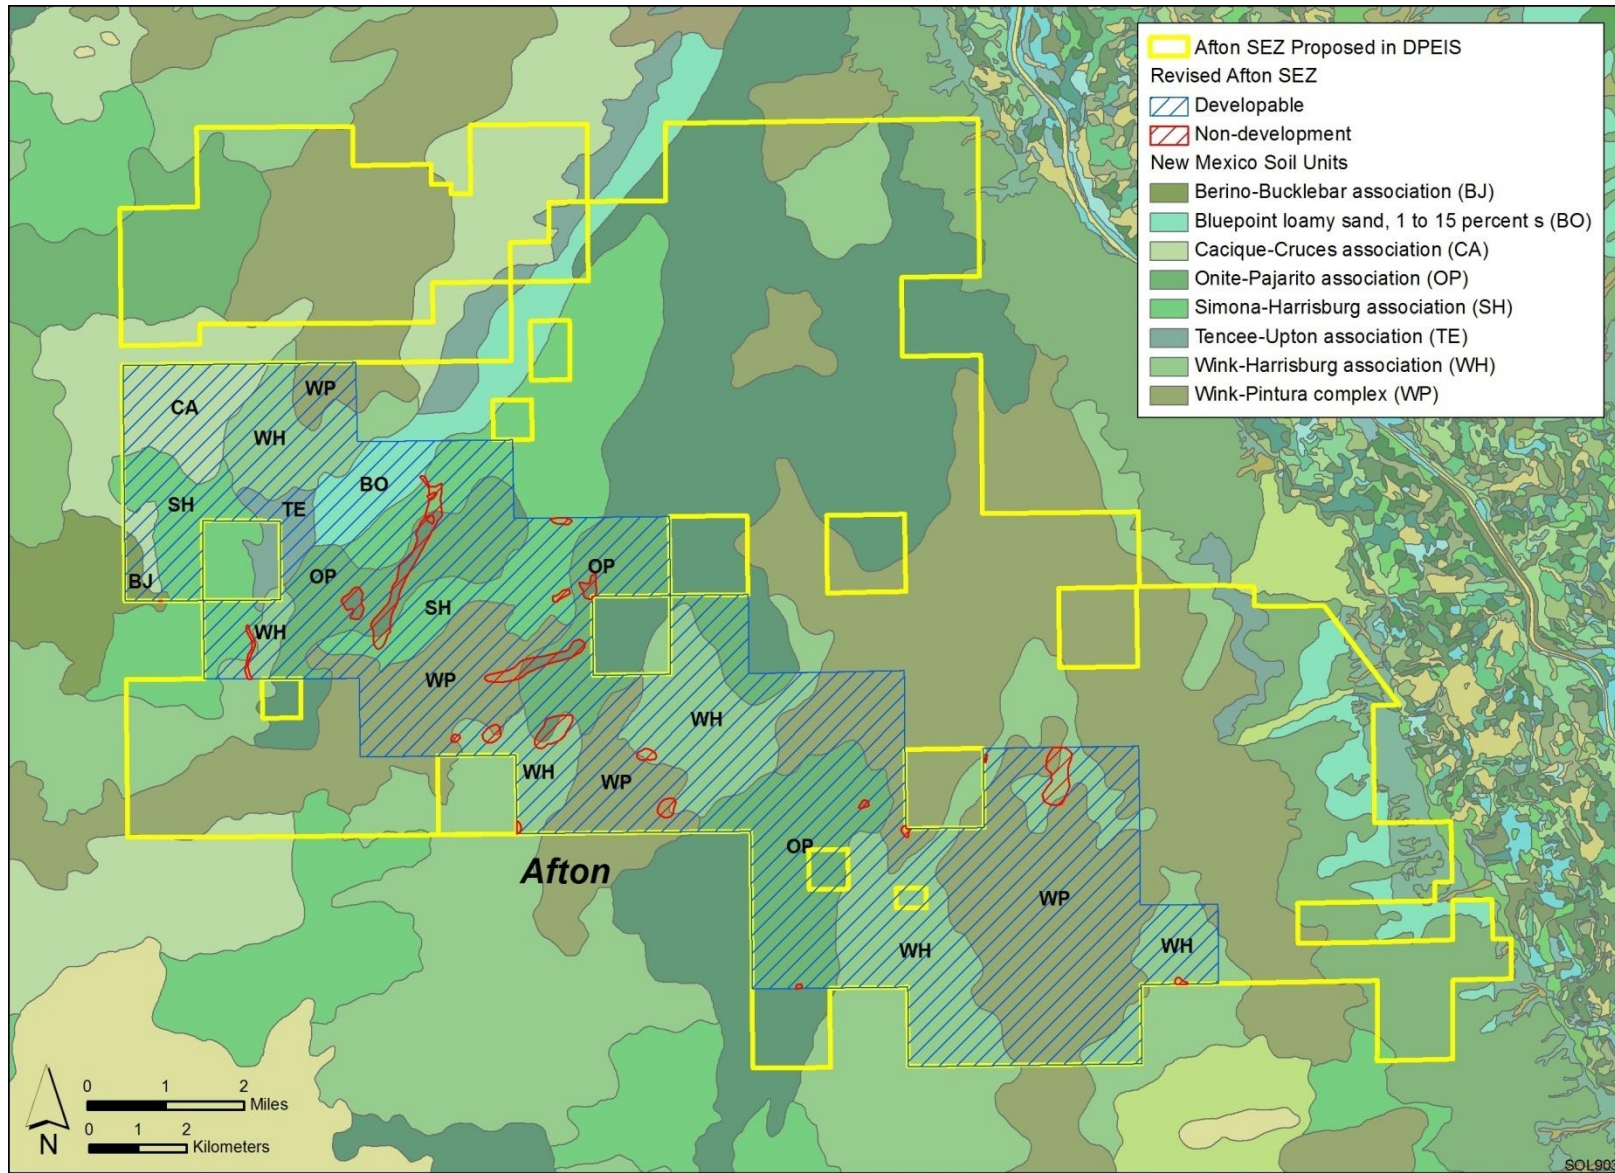 Afton SEZ Proposed in DPEIS
Revised Afton SEZ
Developable
Non-development
New Mexico Soil Units
Berino-Bucklebar association (BJ)
Bluepoint loamy sand, 1 to 15 percent s (BO)
Cacique-Cruces association (CA)
Onite-Pajarito association (OP)
Simona-Harrisburg association (SH)
Tencee-Upton association (TE)
Wink-Harrisburg association (WH)
Wink-Pintura complex (WP)
WP
CA
WH
BO
SH
TE
OP
BJ
OP
SH
WH
WP
WH
WH
WP
OP
Afton
WP
WH
WH
0 1 2
Miles
0 1 2
Kilometers
N
SOL903